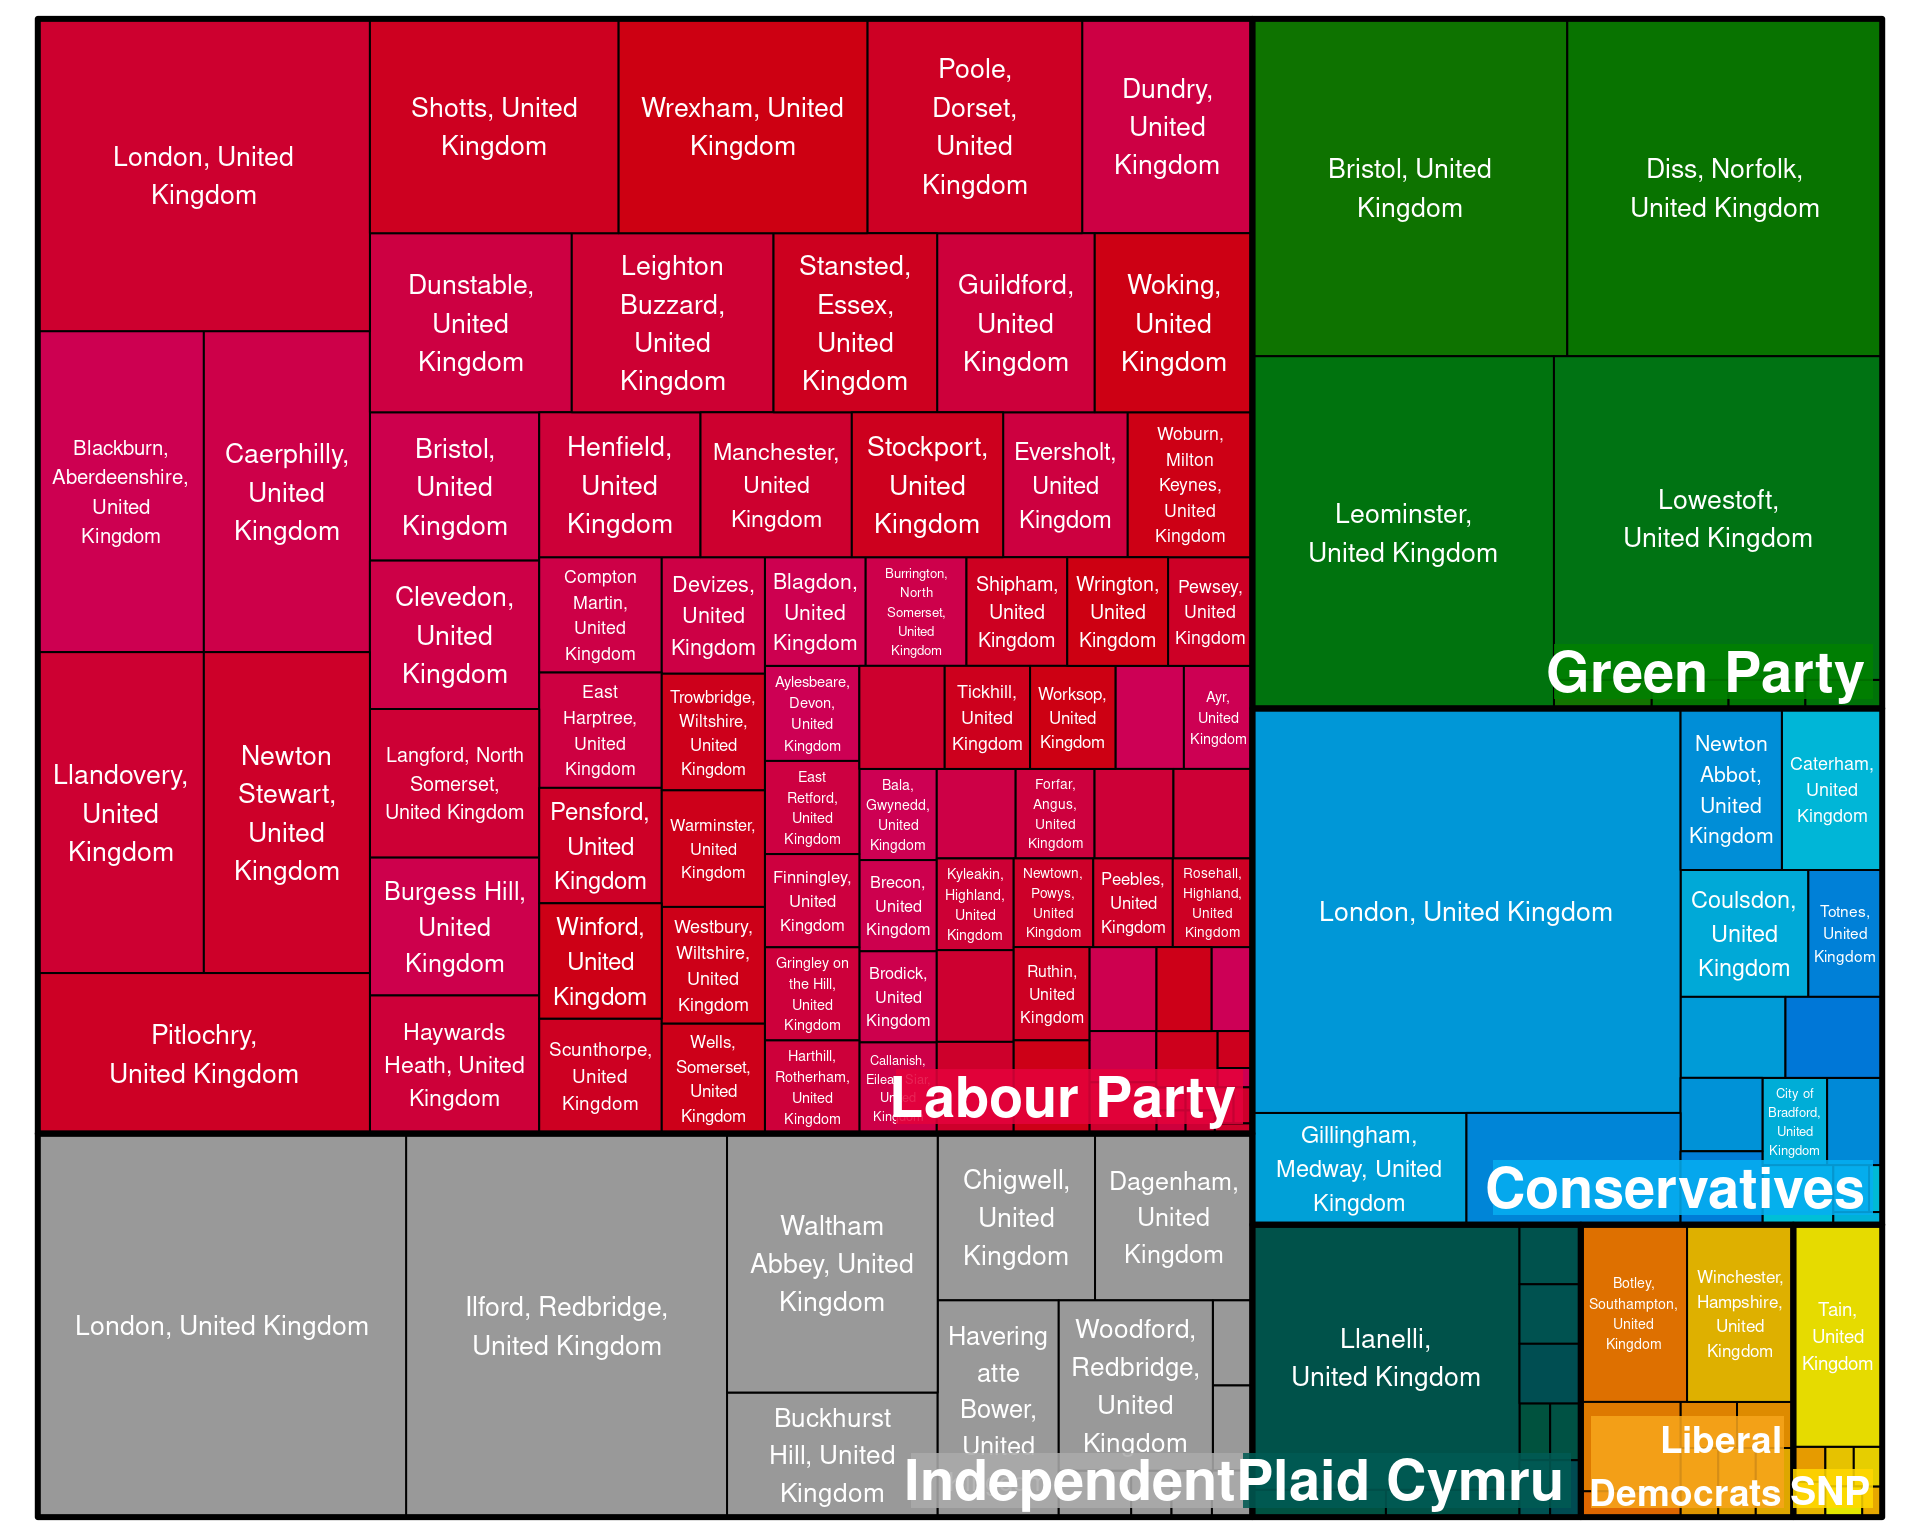 London, United
Kingdom
Shotts, United
Kingdom
Wrexham, United
Kingdom
Poole,
Dorset,
United
Kingdom
Dundry,
United
Kingdom
Dunstable,
United
Kingdom
Leighton
Buzzard,
United
Kingdom
Stansted,
Essex,
United
Kingdom
Guildford,
United
Kingdom
Woking,
United
Kingdom
Blackburn,
Aberdeenshire,
United
Kingdom
Caerphilly,
United
Kingdom
Bristol,
United
Kingdom
Henfield,
United
Kingdom
Manchester,
United
Kingdom
Stockport,
United
Kingdom
Eversholt,
United
Kingdom
Woburn,
Milton
Keynes,
United
Kingdom
Clevedon,
United
Kingdom
Compton
Martin,
United
Kingdom
Devizes,
United
Kingdom
Blagdon,
United
Kingdom
Burrington,
North
Somerset,
United
Kingdom
Shipham,
United
Kingdom
Wrington,
United
Kingdom
Pewsey,
United
Kingdom
Llandovery,
United
Kingdom
Newton
Stewart,
United
Kingdom
Langford, North
Somerset,
United Kingdom
East
Harptree,
United
Kingdom
Trowbridge,
Wiltshire,
United
Kingdom
Aylesbeare,
Devon,
United
Kingdom
Tickhill,
United
Kingdom
Worksop,
United
Kingdom
Ayr,
United
Kingdom
East
Retford,
United
Kingdom
Bala,
Gwynedd,
United
Kingdom
Forfar,
Angus,
United
Kingdom
Pensford,
United
Kingdom
Warminster,
United
Kingdom
Burgess Hill,
United
Kingdom
Finningley,
United
Kingdom
Brecon,
United
Kingdom
Kyleakin,
Highland,
United
Kingdom
Newtown,
Powys,
United
Kingdom
Peebles,
United
Kingdom
Rosehall,
Highland,
United
Kingdom
Winford,
United
Kingdom
Westbury,
Wiltshire,
United
Kingdom
Gringley on
the Hill,
United
Kingdom
Brodick,
United
Kingdom
Ruthin,
United
Kingdom
Pitlochry,
United Kingdom
Haywards
Heath, United
Kingdom
Scunthorpe,
United
Kingdom
Wells,
Somerset,
United
Kingdom
Harthill,
Rotherham,
United
Kingdom
Callanish,
Eilean Siar,
United
Kingdom
Labour Party
Bristol, United
Kingdom
Diss, Norfolk,
United Kingdom
Leominster,
United Kingdom
Lowestoft,
United Kingdom
Green Party
London, United Kingdom
Newton
Abbot,
United
Kingdom
Caterham,
United
Kingdom
Coulsdon,
United
Kingdom
Totnes,
United
Kingdom
City of
Bradford,
United
Kingdom
Gillingham,
Medway, United
Kingdom
Conservatives
London, United Kingdom
Ilford, Redbridge,
United Kingdom
Waltham
Abbey, United
Kingdom
Buckhurst
Hill, United
Kingdom
Chigwell,
United
Kingdom
Dagenham,
United
Kingdom
Havering
atte
Bower,
United
Woodford,
Redbridge,
United
Kingdom
Independent
Llanelli,
United Kingdom
Plaid Cymru
Botley,
Southampton,
United
Kingdom
Winchester,
Hampshire,
United
Kingdom
Liberal
Democrats
Tain,
United
Kingdom
SNP